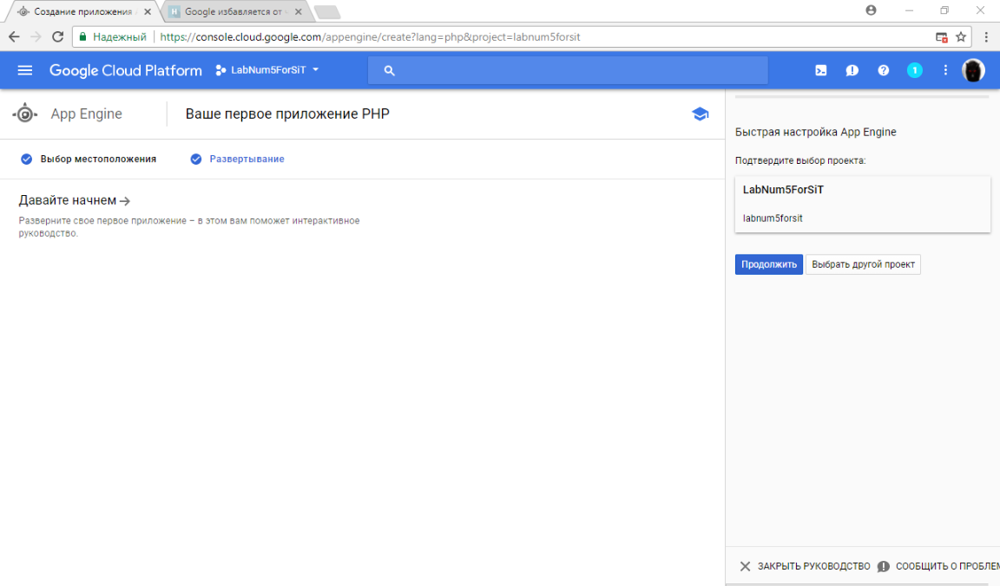 Создание приложения
Google избавляется от
Надежный
https://console.cloud.google.com/appengine/create?lang=php&project=labnum5forsit
Google Cloud Platform
LabNum5ForSiT
1
App Engine
Ваше первое приложение PHP
Выбор местоположения
Развертывание
Давайте начнем
Разверните свое первое приложение – в этом вам поможет интерактивное
руководство.
Быстрая настройка App Engine
Подтвердите выбор проекта:
LabNum5ForSiT
labnum5forsit
Продолжить
Выбрать другой проект
ЗАКРЫТЬ РУКОВОДСТВО
СООБЩИТЬ О ПРОБЛЕМ